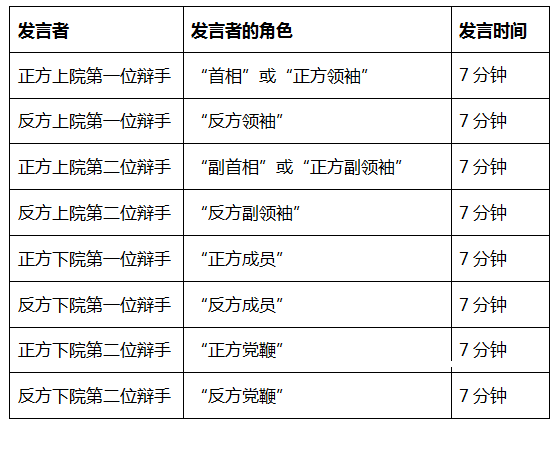 发言者 发言者的角色 发言时间
正方上院第一位辩手 “首相”或“正方领袖” 7 分钟
反方上院第一位辩手 “反方领袖” 7 分钟
正方上院第二位辩手 “副首相”或“正方副领袖” 7 分钟
反方上院第二位辩手 “反方副领袖” 7 分钟
正方下院第一位辩手 “正方成员” 7 分钟
反方下院第一位辩手 “反方成员” 7 分钟
正方下院第二位辩手 “正方党鞭” 7 分钟
反方下院第二位辩手 “反方党鞭” 7 分钟